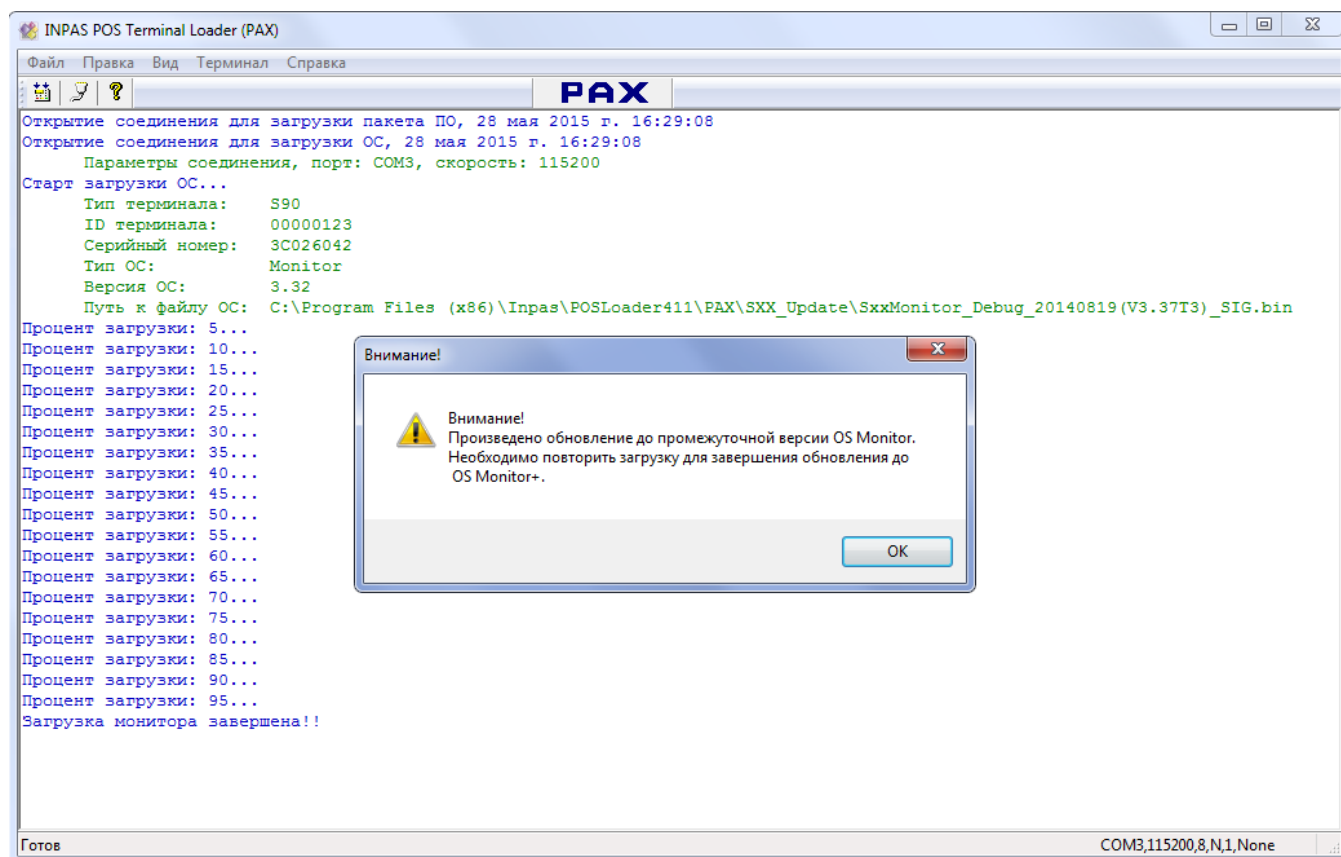 INPAS POS Terminal Loader (PAX)
Файл Правка Вид Терминал Справка
PAX
Открытие соединения для загрузки пакета ПО, 28 мая 2015 г. 16:29:08
Открытие соединения для загрузки ОС, 28 мая 2015 г. 16:29:08
Параметры соединения, порт: COM3, скорость: 115200
Старт загрузки ОС...
Тип терминала: S90
ID терминала: 00000123
Серийный номер: 3C026042
Тип ОС: Monitor
Версия ОС: 3.32
Путь к файлу ОС: C:\Program Files (x86)\Inpas\POSLoader411\PAX\SXX_Update\SxxMonitor_Debug_20140819(V3.37T3)_SIG.bin
Процент загрузки: 5...
Процент загрузки: 10...
Процент загрузки: 15...
Процент загрузки: 20...
Процент загрузки: 25...
Процент загрузки: 30...
Процент загрузки: 35...
Процент загрузки: 40...
Процент загрузки: 45...
Процент загрузки: 50...
Процент загрузки: 55...
Процент загрузки: 60...
Процент загрузки: 65...
Процент загрузки: 70...
Процент загрузки: 75...
Процент загрузки: 80...
Процент загрузки: 85...
Процент загрузки: 90...
Процент загрузки: 95...
Загрузка монитора завершена!!
Внимание!
Внимание!
Произведено обновление до промежуточной версии OS Monitor.
Необходимо повторить загрузку для завершения обновления до
OS Monitor+.
OK
Готов
COM3,115200,8,N,1,None